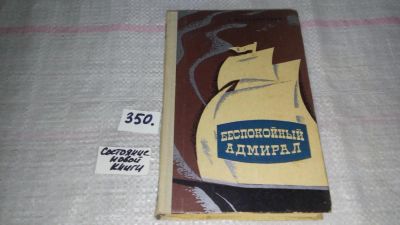 БЕСПОКОЙНЫЙ
АДМИРАЛ
350.
Состояние
новой
книги